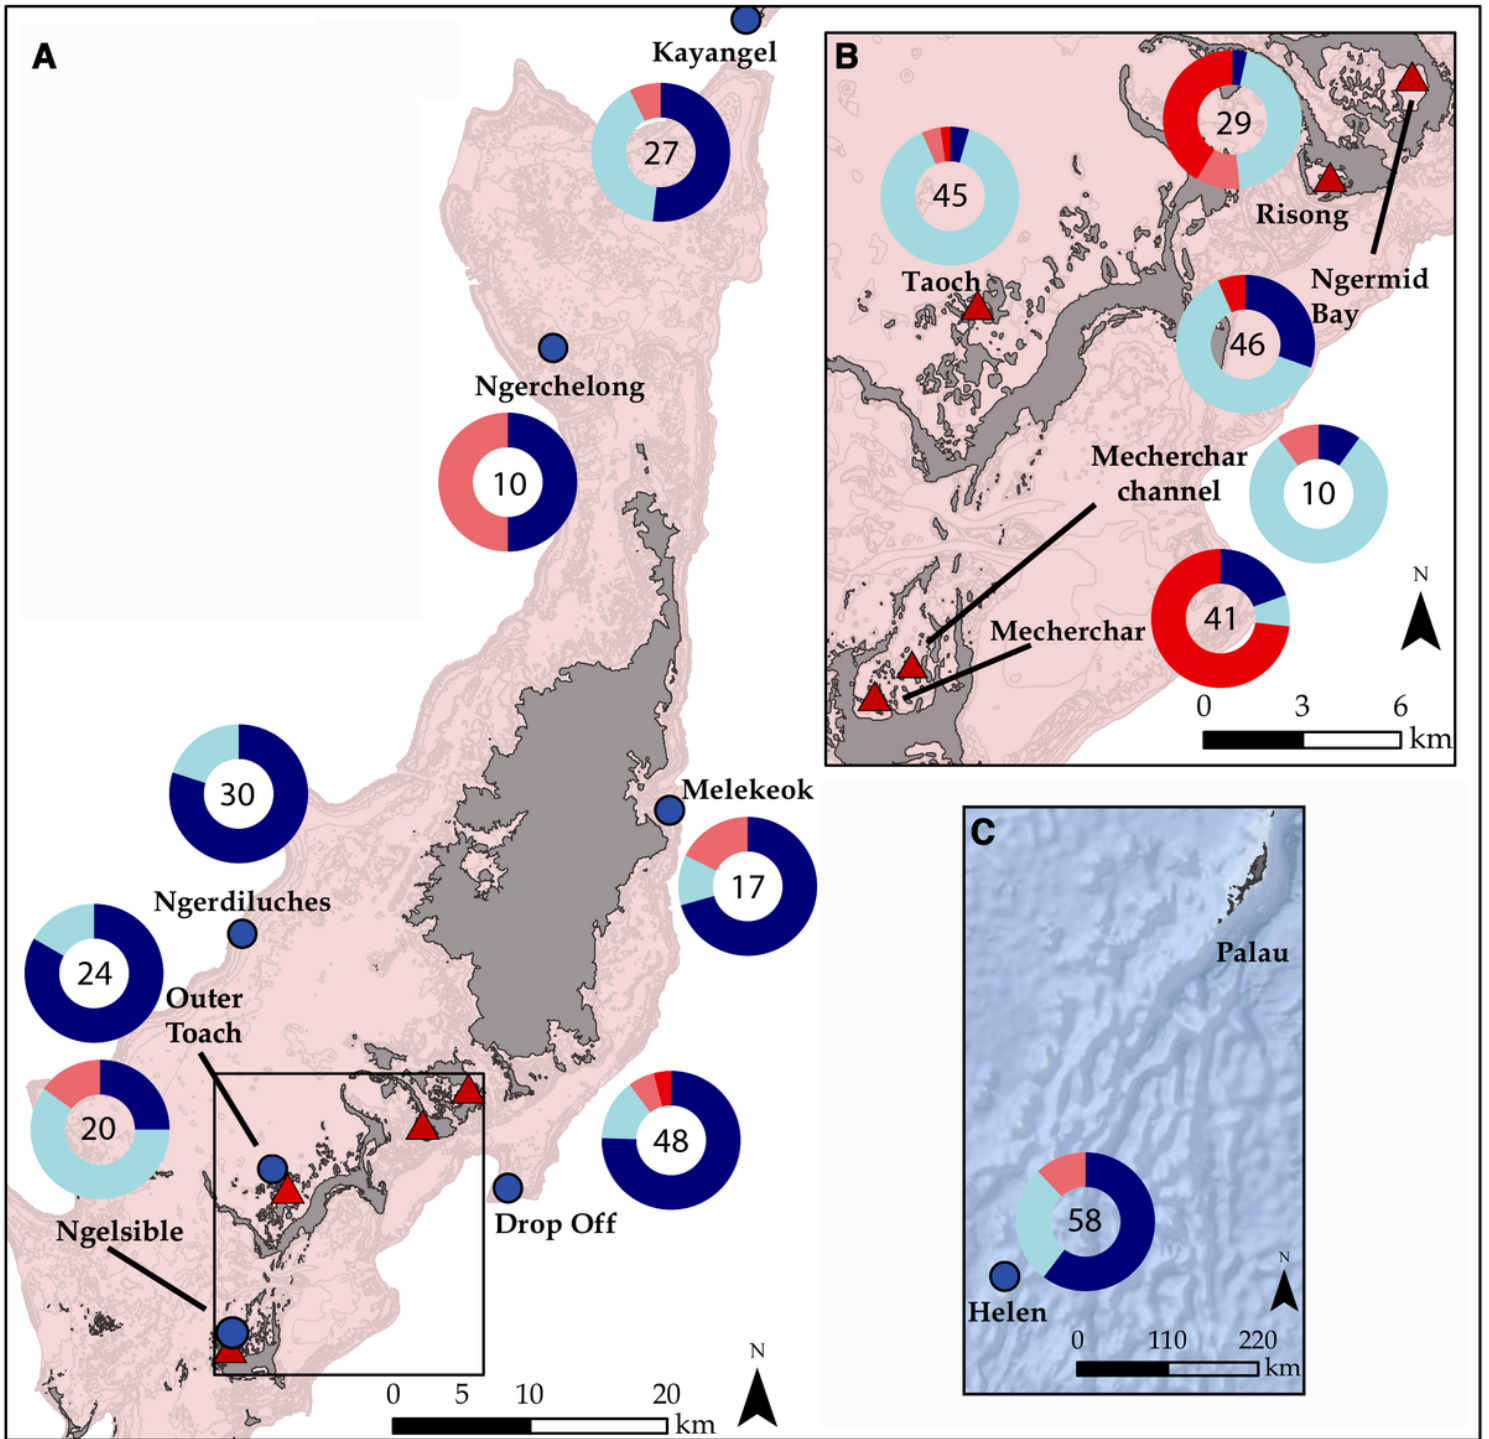 A
Kayangel
27
Ngerchelong
10
30
Ngerdiluches
24
Outer
Toach
20
Ngelsible
Melekeok
17
48
Drop Off
N
0 5 10 20
km
B
29
45
Risong
Taoch
Ngermid
Bay
46
Mecherchar
channel
10
Mecherchar
41
N
0 3 6
km
C
Palau
58
Helen
N
0 110 220
km